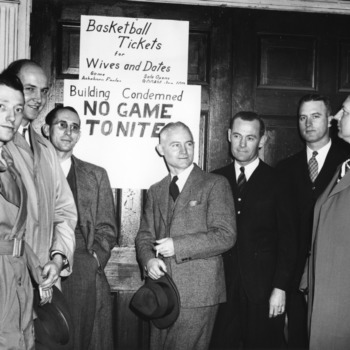 Basketball
Tickets
for
Wives and Dates
Building Condemned
NO GAME
TONITE